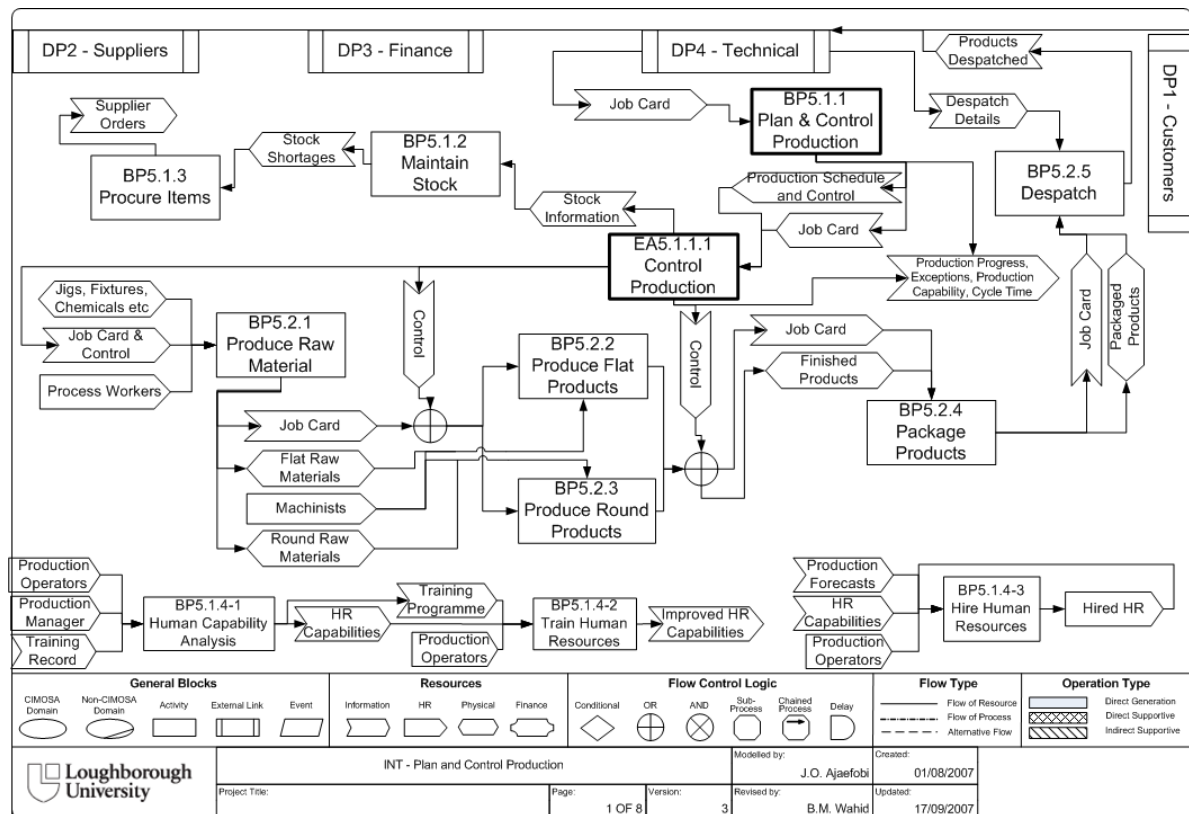 DP2 - Suppliers
DP3 - Finance
DP4 - Technical
Products
Despatched
DP1 - Customers
Supplier
Orders
Job Card
BP5.1.1
Plan & Control
Production
Despatch
Details
Stock
Shortages
BP5.1.2
Maintain
Stock
BP5.1.3
Procure Items
BP5.2.5
Despatch
Production Schedule
and Control
Stock
Information
Job Card
EA5.1.1.1
Control
Production
Production Progress,
Exceptions, Production
Capability, Cycle Time
Jigs, Fixtures,
Chemicals etc
Job Card &
Control
Process Workers
BP5.2.1
Produce Raw
Material
Control
BP5.2.2
Produce Flat
Products
Control
Job Card
Finished
Products
Job Card
Packaged
Products
BP5.2.4
Package
Products
Job Card
Flat Raw
Materials
Machinists
Round Raw
Materials
BP5.2.3
Produce Round
Products
Production
Operators
Production
Manager
Training
Record
BP5.1.4-1
Human Capability
Analysis
HR
Capabilities
Training
Programme
Production
Operators
BP5.1.4-2
Train Human
Resources
Improved HR
Capabilities
Production
Forecasts
HR
Capabilities
Production
Operators
BP5.1.4-3
Hire Human
Resources
Hired HR
General Blocks
CIMOSA
Domain
Non-CIMOSA
Domain
Activity
External Link
Event
Resources
Information
HR
Physical
Finance
Flow Control Logic
Conditional
OR
AND
Sub-
Process
Chained
Process
Delay
Flow Type
Flow of Resource
Flow of Process
Alternative Flow
Operation Type
Direct Generation
Direct Supportive
Indirect Supportive
Loughborough
University
INT - Plan and Control Production
Modelled by:
J.O. Ajaefobi
Created:
01/08/2007
Project Title:
Page:
1 OF 8
Version:
3
Revised by:
B.M. Wahid
Updated:
17/09/2007